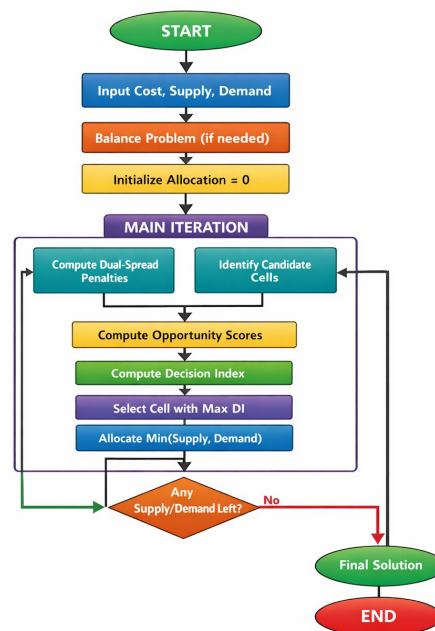 START
Input Cost, Supply, Demand
Balance Problem (if needed)
Initialize Allocation = 0
MAIN ITERATION
Compute Dual-Spread
Penalties
Identify Candidate
Cells
Compute Opportunity Scores
Compute Decision Index
Select Cell with Max DI
Allocate Min(Supply, Demand)
Any
Supply/Demand Left?
No
Final Solution
END